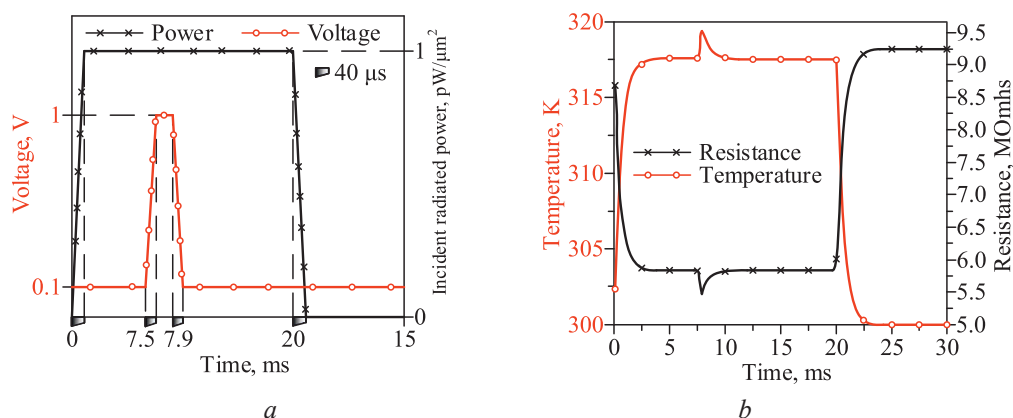 Power Voltage
1
40 μs
1
0.1
0
0 7.5 7.9 20 15
Time, ms
Voltage, V
Incident radiated power, pW/μm²
a
320
315
310
305
300
Temperature, K
Resistance
Temperature
9.5
9.0
8.5
8.0
7.5
7.0
6.5
6.0
5.5
5.0
Resistance, MOmhs
0 5 10 15 20 25 30
Time, ms
b